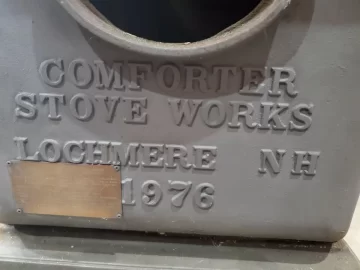 COMFORTER
STOVE WORKS
LOCHMERE NH
1976